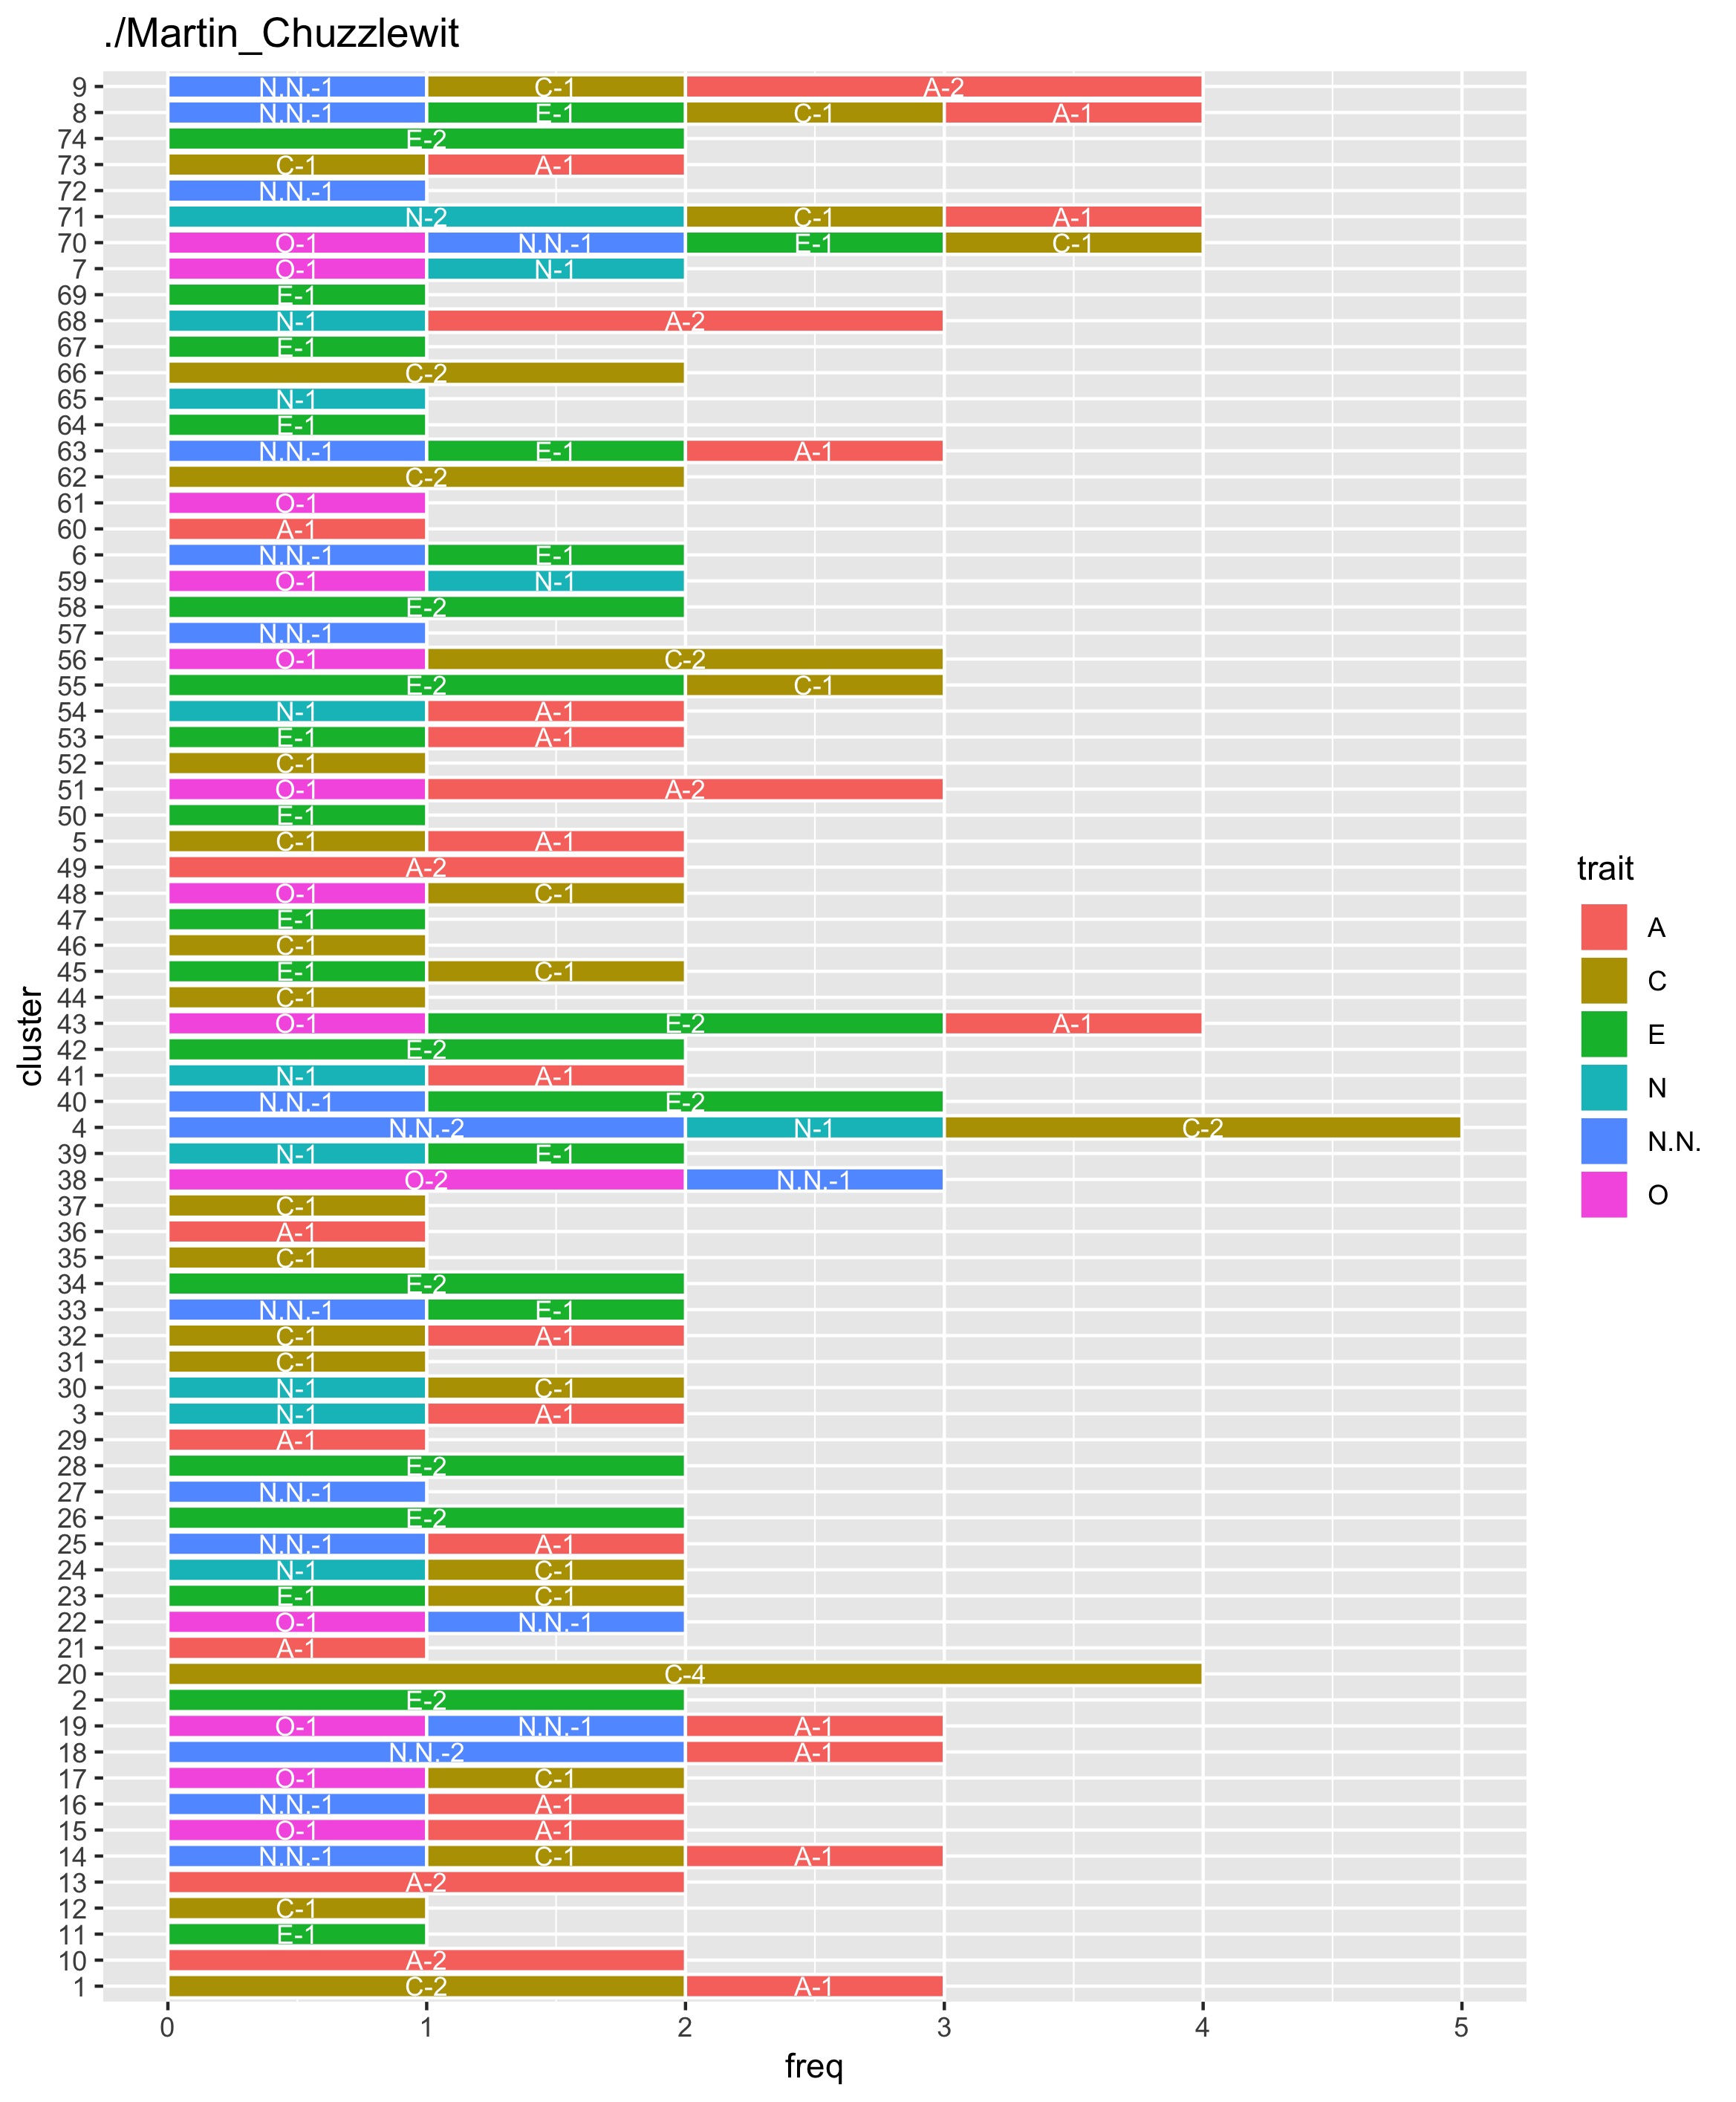 ./Martin_Chuzzlewit
9 N.N.-1 C-1 A-2
8 N.N.-1 E-1 C-1 A-1
74 E-2
73 C-1 A-1
72 N.N.-1
71 N-2 C-1 A-1
70 O-1 N.N.-1 E-1 C-1
7 O-1 N-1
69 E-1
68 N-1 A-2
67 E-1
66 C-2
65 N-1
64 E-1
63 N.N.-1 E-1 A-1
62 C-2
61 O-1
60 A-1
6 N.N.-1 E-1
59 O-1 N-1
58 E-2
57 N.N.-1
56 O-1 C-2
55 E-2 C-1
54 N-1 A-1
53 E-1 A-1
52 C-1
51 O-1 A-2
50 E-1
5 C-1 A-1
49 A-2
48 O-1 C-1
47 E-1
46 C-1
45 E-1 C-1
44 C-1
43 O-1 E-2 A-1
42 E-2
41 N-1 A-1
40 N.N.-1 E-2
4 N.N.-2 N-1 C-2
39 N-1 E-1
38 O-2 N.N.-1
37 C-1
36 A-1
35 C-1
34 E-2
33 N.N.-1 E-1
32 C-1 A-1
31 C-1
30 N-1 C-1
3 N-1 A-1
29 A-1
28 E-2
27 N.N.-1
26 E-2
25 N.N.-1 A-1
24 N-1 C-1
23 E-1 C-1
22 O-1 N.N.-1
21 A-1
20 C-4
2 E-2
19 O-1 N.N.-1 A-1
18 N.N.-2 A-1
17 O-1 C-1
16 N.N.-1 A-1
15 O-1 A-1
14 N.N.-1 C-1 A-1
13 A-2
12 C-1
11 E-1
10 A-2
1 C-2 A-1
0 1 2 3 4 5
freq
cluster
trait
A
C
E
N
N.N.
O